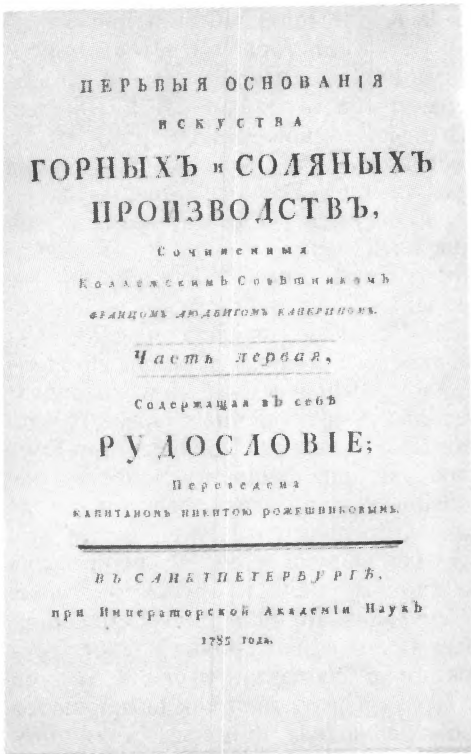 ПЕРЬВЫЯ ОСНОВАНІЯ
ИСКУСТВА
ГОРНЫХЪ и СОЛЯНЫХЪ
ПРОИЗВОДСТВЪ,
Сочиненныя
Коллежскимъ Совѣтникомъ
ФРАНЦОМЪ ЛЮДВИГОМЪ КАНКРИНОМЪ.
Часть первая,
Содержащая въ себѣ
РУДОСЛОВІЕ;
Переведена
КАПИТАНОМЪ НИКИТОЮ РОЖЕШНИКОВЫМЪ.
ВЪ САНКТПЕТЕРБУРГѢ,
при Императорской Академіи Наукъ
1785 года.